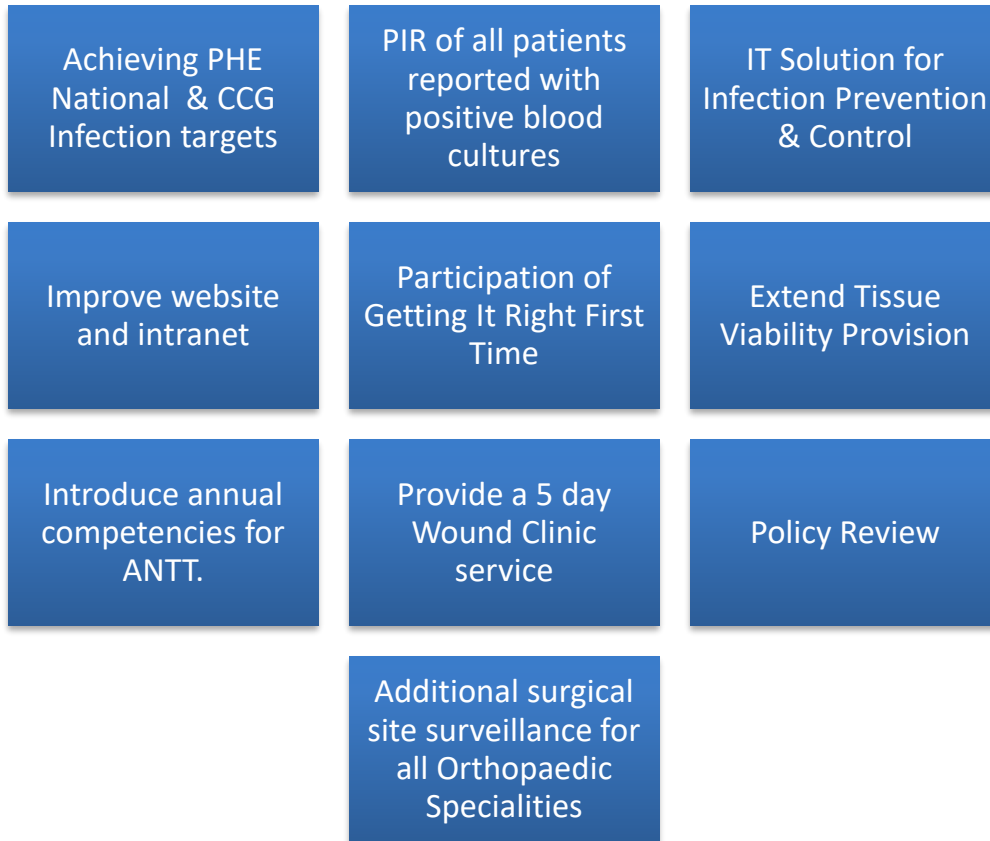 Achieving PHE
National & CCG
Infection targets
PIR of all patients
reported with
positive blood
cultures
IT Solution for
Infection Prevention
& Control
Improve website
and intranet
Participation of
Getting It Right First
Time
Extend Tissue
Viability Provision
Introduce annual
competencies for
ANTT.
Provide a 5 day
Wound Clinic
service
Policy Review
Additional surgical
site surveillance for
all Orthopaedic
Specialities